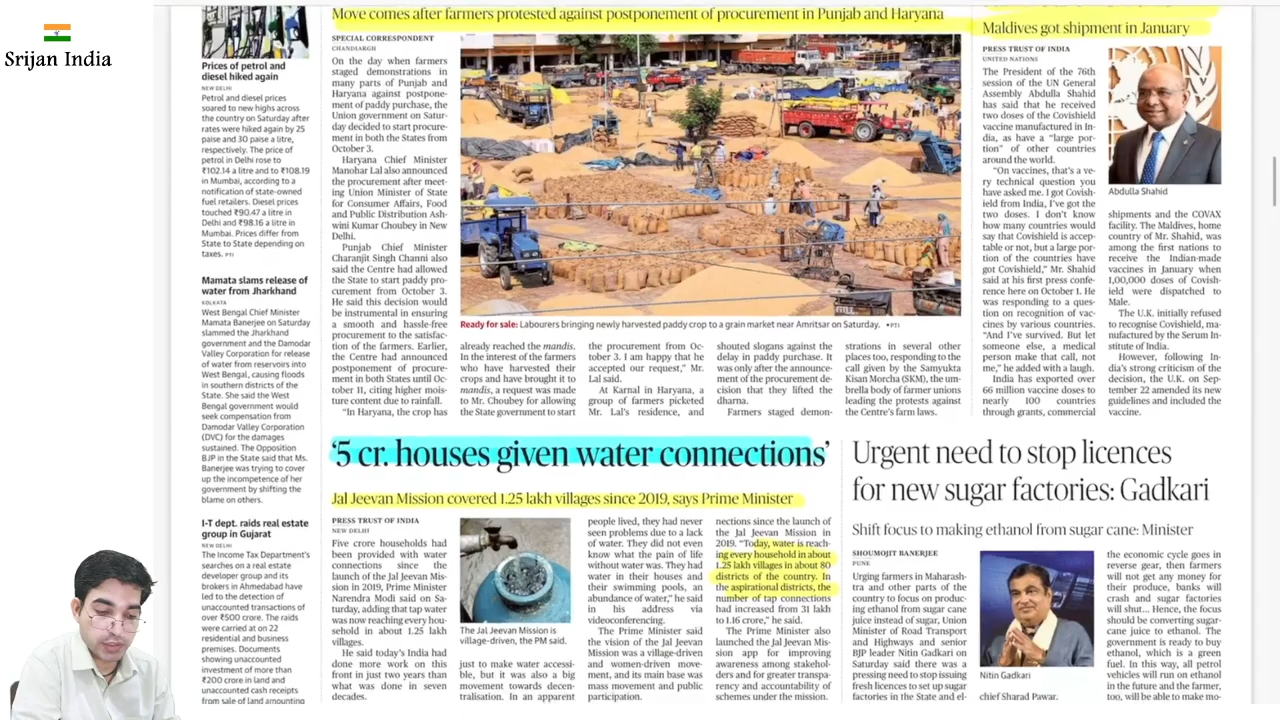 Srijan India
Prices of petrol and
diesel hiked again
NEW DELHI
Petrol and diesel prices
soared to new highs across
the country on Saturday after
rates were hiked again by 25
paise and 30 paise a litre,
respectively. The price of
petrol in Delhi rose to
₹102.14 a litre and to ₹108.19
in Mumbai, according to a
notification of state-owned
fuel retailers. Diesel prices
touched ₹90.47 a litre in
Delhi and ₹98.16 a litre in
Mumbai. Prices differ from
State to State depending on
taxes. PTI
Mamata slams release of
water from Jharkhand
KOLKATA
West Bengal Chief Minister
Mamata Banerjee on Saturday
slammed the Jharkhand
government and the Damodar
Valley Corporation for release
of water from reservoirs into
West Bengal, causing floods
in southern districts of the
State. She said the West
Bengal government would
seek compensation from
Damodar Valley Corporation
(DVC) for the damages
sustained. The Opposition
BJP in the State said that Ms.
Banerjee was trying to cover
up the incompetence of her
government by shifting the
blame on others.
I-T dept. raids real estate
group in Gujarat
NEW DELHI
The Income Tax Department's
searches on a real estate
developer group and its
brokers in Ahmedabad have
led to the detection of
unaccounted transactions of
over ₹500 crore. The raids
were carried at on 22
residential and business
premises. Documents
showing unaccounted
investment of more than
₹200 crore in land and
unaccounted cash receipts
from sale of land amounting
Move comes after farmers protested against postponement of procurement in Punjab and Haryana
SPECIAL CORRESPONDENT
CHANDIARGH
On the day when farmers
staged demonstrations in
many parts of Punjab and
Haryana against postpone-
ment of paddy purchase, the
Union government on Satur-
day decided to start procure-
ment in both the States from
October 3.
Haryana Chief Minister
Manohar Lal also announced
the procurement after meet-
ing Union Minister of State
for Consumer Affairs, Food
and Public Distribution Ash-
wini Kumar Choubey in New
Delhi.
Punjab Chief Minister
Charanjit Singh Channi also
said the Centre had allowed
the State to start paddy pro-
curement from October 3.
He said this decision would
be instrumental in ensuring
a smooth and hassle-free
procurement to the satisfac-
tion of the farmers. Earlier,
the Centre had announced
postponement of procure-
ment in both States until Oc-
tober 11, citing higher mois-
ture content due to rainfall.
"In Haryana, the crop has
Ready for sale: Labourers bringing newly harvested paddy crop to a grain market near Amritsar on Saturday. •PTI
already reached the mandis.
In the interest of the farmers
who have harvested their
crops and have brought it to
mandis, a request was made
to Mr. Choubey for allowing
the State government to start
the procurement from Oc-
tober 3. I am happy that he
accepted our request," Mr.
Lal said.
At Karnal in Haryana, a
group of farmers picketed
Mr. Lal's residence, and
shouted slogans against the
delay in paddy purchase. It
was only after the announce-
ment of the procurement de-
cision that they lifted the
dharna.
Farmers staged demon-
strations in several other
places too, responding to the
call given by the Samyukta
Kisan Morcha (SKM), the um-
brella body of farmer unions
leading the protests against
the Centre's farm laws.
Maldives got shipment in January
PRESS TRUST OF INDIA
UNITED NATIONS
The President of the 76th
session of the UN General
Assembly Abdulla Shahid
has said that he received
two doses of the Covishield
vaccine manufactured in In-
dia, as have a "large por-
tion" of other countries
around the world.
"On vaccines, that's a ve-
ry technical question you
have asked me. I got Covish-
ield from India, I've got the
two doses. I don't know
how many countries would
say that Covishield is accep-
table or not, but a large por-
tion of the countries have
got Covishield," Mr. Shahid
said at his first press confe-
rence here on October 1. He
was responding to a ques-
tion on recognition of vac-
cines by various countries.
"And I've survived. But let
someone else, a medical
person make that call, not
me," he added with a laugh.
India has exported over
66 million vaccine doses to
nearly 100 countries
through grants, commercial
Abdulla Shahid
shipments and the COVAX
facility. The Maldives, home
country of Mr. Shahid, was
among the first nations to
receive the Indian-made
vaccines in January when
1,00,000 doses of Covish-
ield were dispatched to
Male.
The U.K. initially refused
to recognise Covishield, ma-
nufactured by the Serum In-
stitute of India.
However, following In-
dia's strong criticism of the
decision, the U.K. on Sep-
tember 22 amended its new
guidelines and included the
vaccine.
'5 cr. houses given water connections'
Jal Jeevan Mission covered 1.25 lakh villages since 2019, says Prime Minister
PRESS TRUST OF INDIA
NEW DELHI
Five crore households had
been provided with water
connections since the
launch of the Jal Jeevan Mis-
sion in 2019, Prime Minister
Narendra Modi said on Sa-
turday, adding that tap water
was now reaching every hou-
sehold in about 1.25 lakh
villages.
He said today's India had
done more work on this
front in just two years than
what was done in seven
decades.
The Jal Jeevan Mission is
village-driven, the PM said.
just to make water accessi-
ble, but it was also a big
movement towards decen-
tralisation. In an apparent
people lived, they had never
seen problems due to a lack
of water. They did not even
know what the pain of life
without water was. They had
water in their houses and
their swimming pools, an
abundance of water," he said
in his address via
videoconferencing.
The Prime Minister said
the vision of the Jal Jeevan
Mission was a village-driven
and women-driven move-
ment, and its main base was
mass movement and public
participation.
nections since the launch of
the Jal Jeevan Mission in
2019. "Today, water is reach-
ing every household in about
1.25 lakh villages in about 80
districts of the country. In
the aspirational districts, the
number of tap connections
had increased from 31 lakh
to 1.16 crore," he said.
The Prime Minister also
launched the Jal Jeevan Mis-
sion app for improving
awareness among stakehol-
ders and for greater transpa-
rency and accountability of
schemes under the mission.
Urgent need to stop licences
for new sugar factories: Gadkari
Shift focus to making ethanol from sugar cane: Minister
SHOUMOJIT BANERJEE
PUNE
Urging farmers in Maharash-
tra and other parts of the
country to focus on produc-
ing ethanol from sugar cane
juice instead of sugar, Union
Minister of Road Transport
and Highways and senior
BJP leader Nitin Gadkari on
Saturday said there was a
pressing need to stop issuing
fresh licences to set up sugar
factories in the State and el-
Nitin Gadkari
chief Sharad Pawar.
the economic cycle goes in
reverse gear, then farmers
will not get any money for
their produce, banks will
crash and sugar factories
will shut... Hence, the focus
should be converting sugar-
cane juice to ethanol. The
government is ready to buy
ethanol, which is a green
fuel. In this way, all petrol
vehicles will run on ethanol
in the future and the farmer,
too, will be able to make mo-